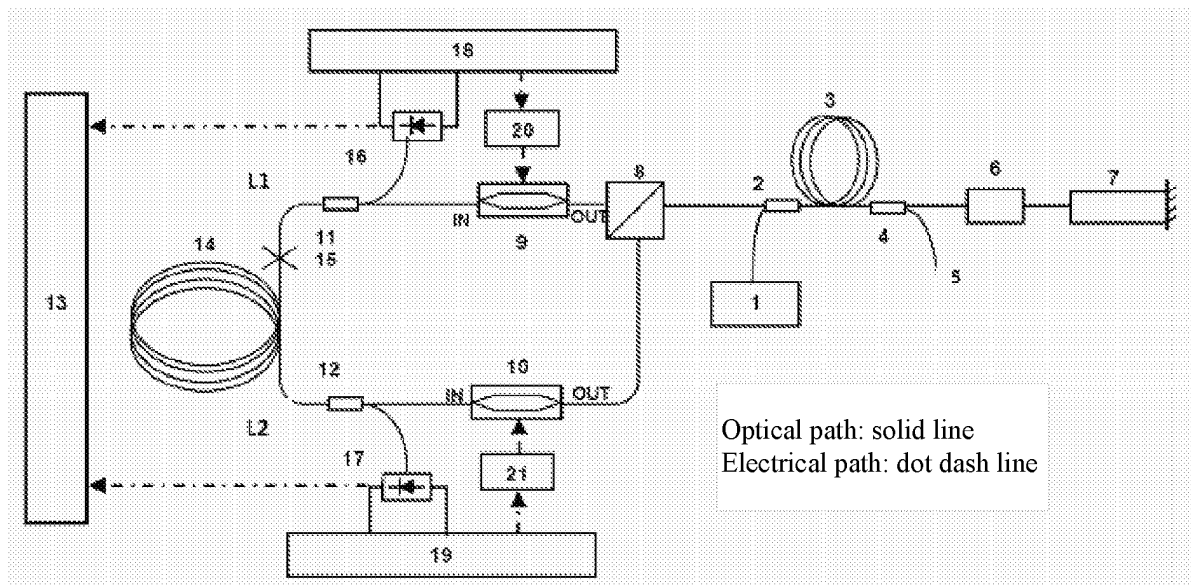 18
3
20
16
8
2
6
7
L1
IN
OUT
4
14
11
9
5
15
13
1
12
10
IN
OUT
L2
Optical path: solid line
17
21
Electrical path: dot dash line
19